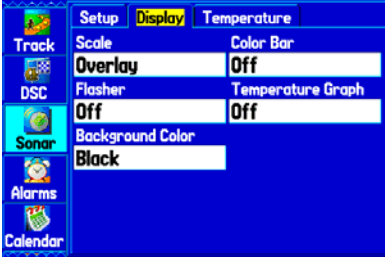 Setup Display Temperature
Track
DSC
Sonar
Alarms
Calendar
Scale Color Bar
Overlay Off
Flasher Temperature Graph
Off Off
Background Color
Black